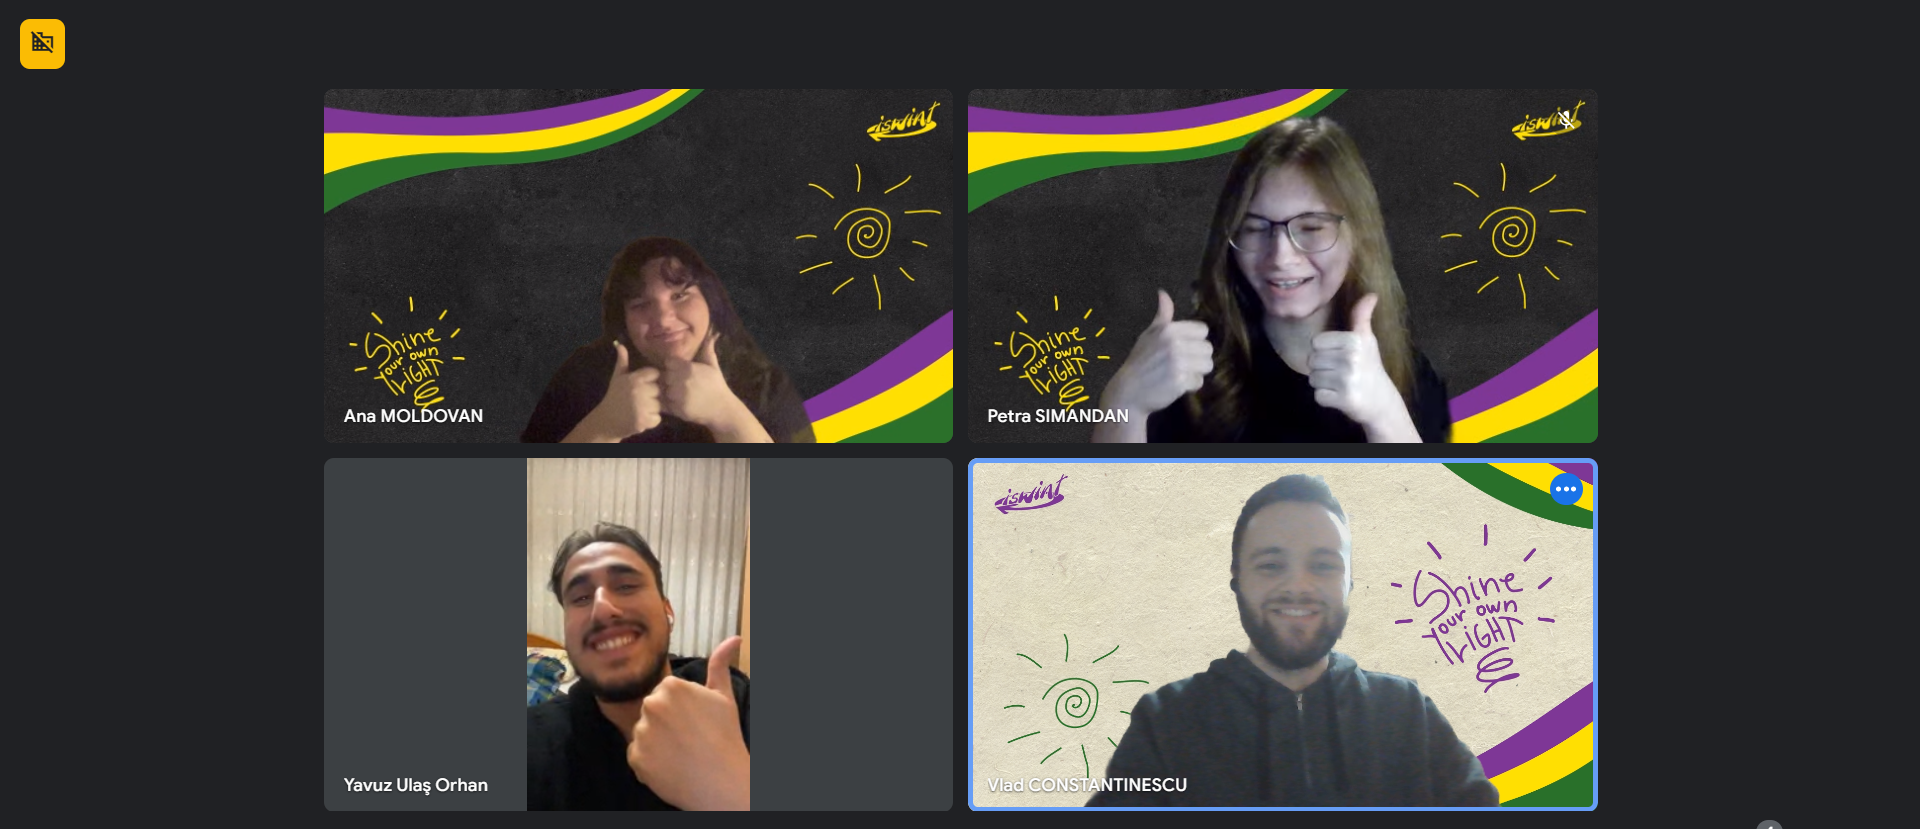 iswinT
Shine
your own
LIGHT
Ana MOLDOVAN
iswinT
Shine
your own
LIGHT
Petra SIMANDAN
Yavuz Ulaş Orhan
iswinT
Shine
your own
LIGHT
Vlad CONSTANTINESCU